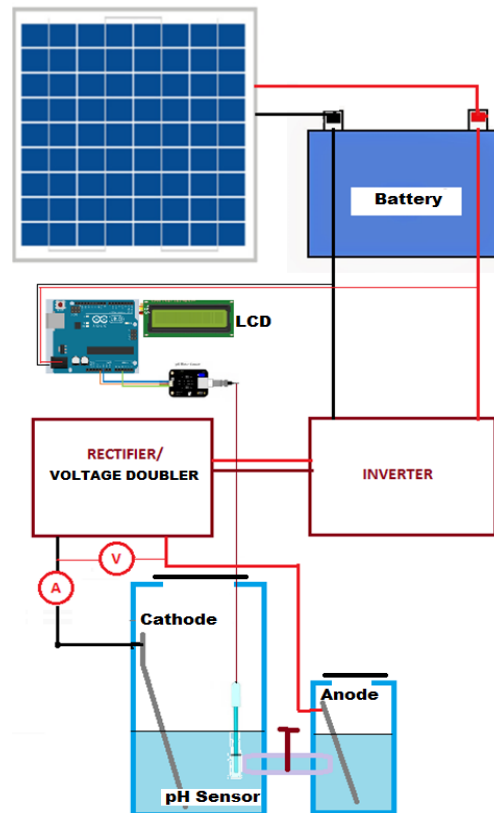 Battery
LCD
RECTIFIER/
VOLTAGE DOUBLER
INVERTER
V
A
Cathode
Anode
pH Sensor